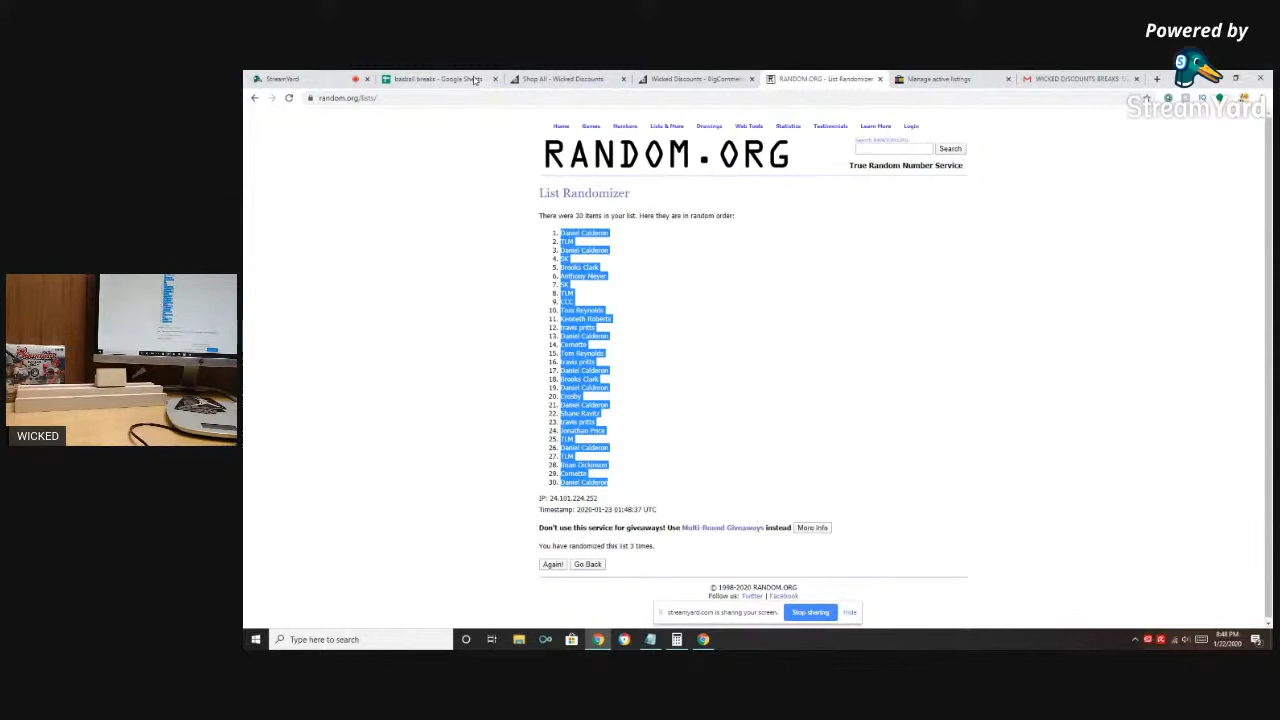 Powered by
StreamYard
StreamYard
baseball breaks - Google Sheets
Shop All - Wicked Discounts
Wicked Discounts - BigCommerc
RANDOM.ORG - List Randomizer
Manage active listings
WICKED DISCOUNTS BREAKS
random.org/lists/
Home Games Numbers Lists & More Drawings Web Tools Statistics Testimonials Learn More Login
RANDOM.ORG
Search RANDOM.ORG
Search
True Random Number Service
List Randomizer
There were 30 items in your list. Here they are in random order:
1. Daniel Calderon
2. TLM
3. Daniel Calderon
4. SK
5. Brooks Clark
6. Anthony Meyer
7. SK
8. TLM
9. CCC
10. Tom Reynolds
11. Kenneth Roberts
12. travis pritts
13. Daniel Calderon
14. Cornette
15. Tom Reynolds
16. travis pritts
17. Daniel Calderon
18. Brooks Clark
19. Daniel Calderon
20. Crosby
21. Daniel Calderon
22. Shane Ravitz
23. travis pritts
24. Jonathan Price
25. TLM
26. Daniel Calderon
27. TLM
28. Brian Dickinson
29. Cornette
30. Daniel Calderon
IP: 24.101.224.252
Timestamp: 2020-01-23 01:48:37 UTC
Don't use this service for giveaways! Use Multi-Round Giveaways instead More Info
You have randomized this list 3 times.
Again! Go Back
© 1998-2020 RANDOM.ORG
Follow us: Twitter | Facebook
streamyard.com is sharing your screen. Stop sharing Hide
WICKED
Type here to search
8:48 PM
1/22/2020